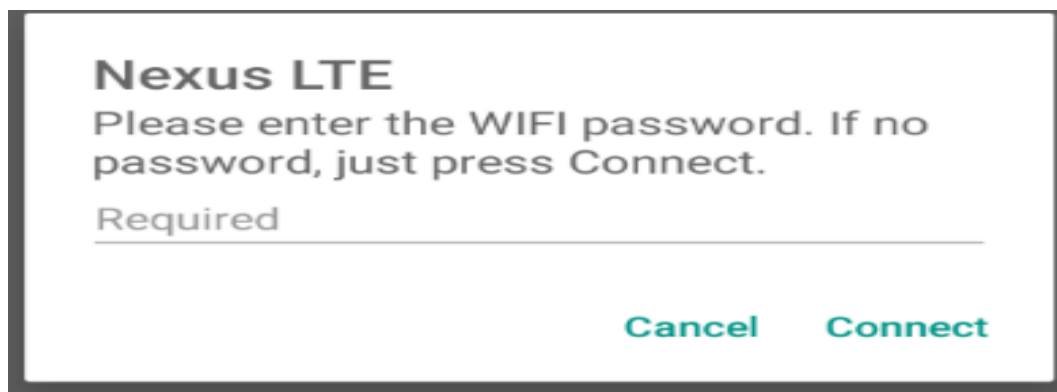 Nexus LTE
Please enter the WIFI password. If no
password, just press Connect.
Required
Cancel Connect